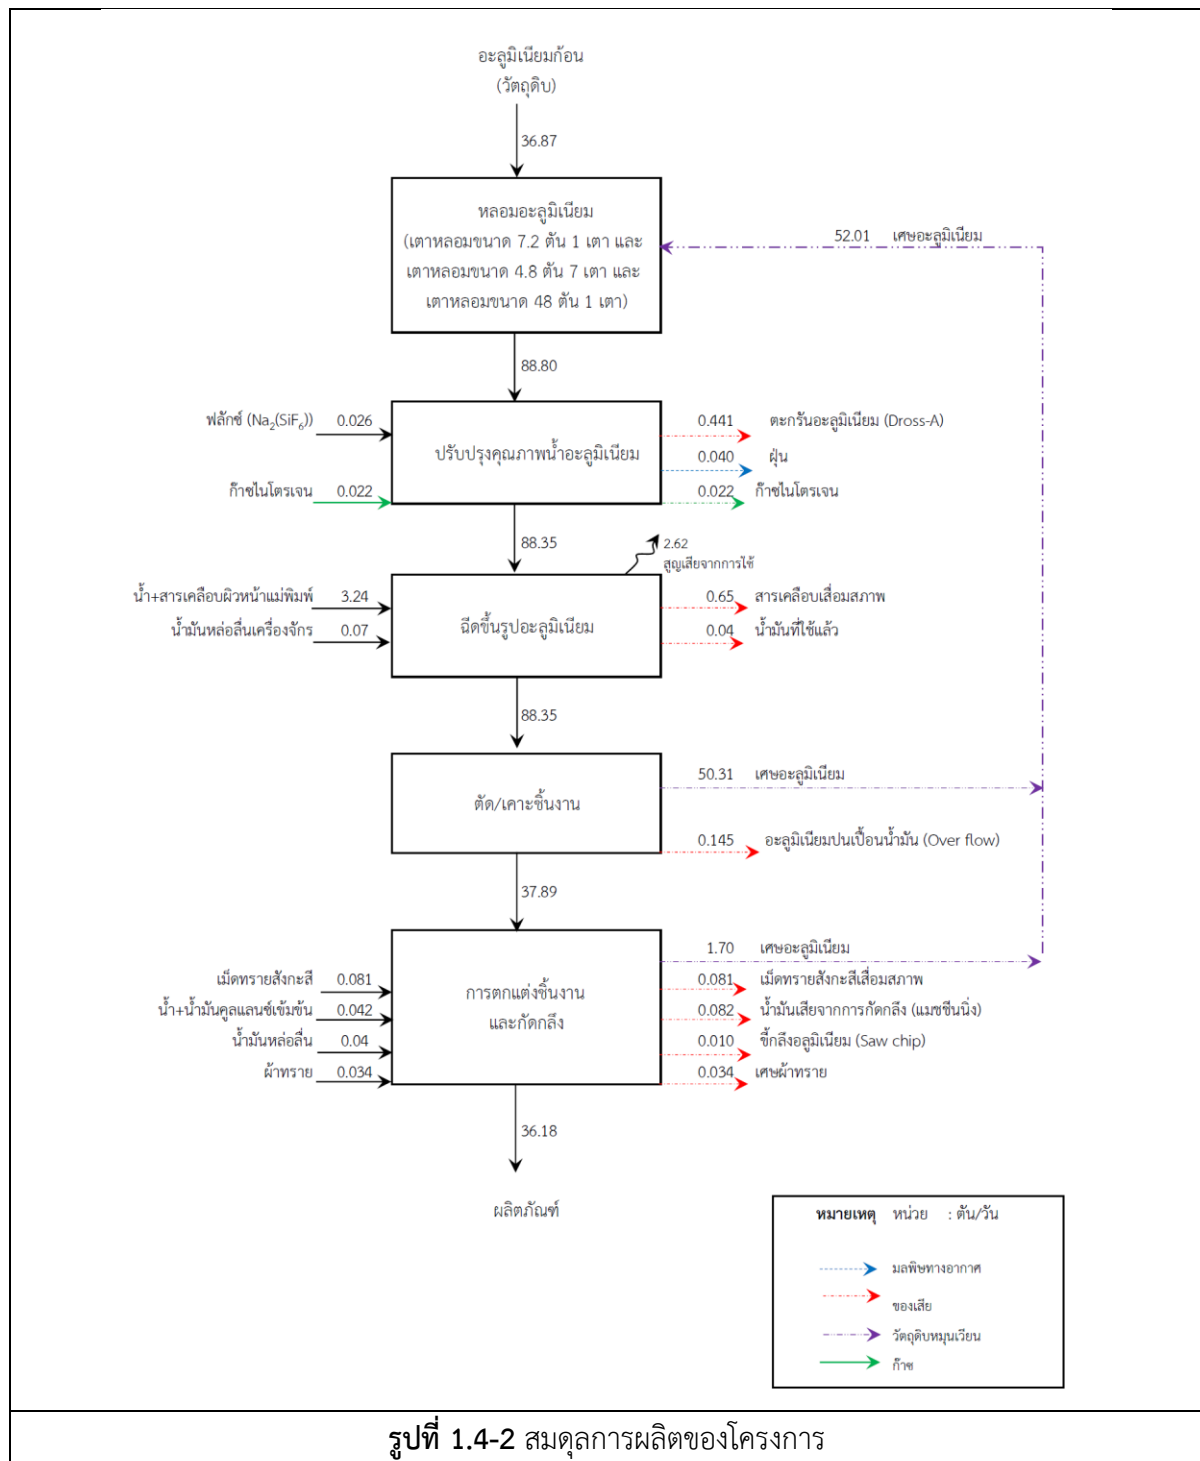 อะลูมิเนียมก้อน
(วัตถุดิบ)
36.87
หลอมอะลูมิเนียม
(เตาหลอมขนาด 7.2 ตัน 1 เตา และ
เตาหลอมขนาด 4.8 ตัน 7 เตา และ
เตาหลอมขนาด 48 ตัน 1 เตา)
52.01 เศษอะลูมิเนียม
88.80
ฟลักซ์ (Na₂(SiF₆)) 0.026
ก๊าซไนโตรเจน 0.022
ปรับปรุงคุณภาพน้ำอะลูมิเนียม
0.441 ตะกรันอะลูมิเนียม (Dross-A)
0.040 ฝุ่น
0.022 ก๊าซไนโตรเจน
88.35
2.62
สูญเสียจากการใช้
น้ำ+สารเคลือบผิวหน้าแม่พิมพ์ 3.24
น้ำมันหล่อลื่นเครื่องจักร 0.07
ฉีดขึ้นรูปอะลูมิเนียม
0.65 สารเคลือบเสื่อมสภาพ
0.04 น้ำมันที่ใช้แล้ว
88.35
ตัด/เคาะชิ้นงาน
50.31 เศษอะลูมิเนียม
0.145 อะลูมิเนียมปนเปื้อนน้ำมัน (Over flow)
37.89
เม็ดทรายสังกะสี 0.081
น้ำ+น้ำมันคูลแลนซ์เข้มข้น 0.042
น้ำมันหล่อลื่น 0.04
ผ้าทราย 0.034
การตกแต่งชิ้นงาน
และกัดกลึง
1.70 เศษอะลูมิเนียม
0.081 เม็ดทรายสังกะสีเสื่อมสภาพ
0.082 น้ำมันเสียจากการกัดกลึง (แมชชีนนิ่ง)
0.010 ขี้กลึงอลูมิเนียม (Saw chip)
0.034 เศษผ้าทราย
36.18
ผลิตภัณฑ์
หมายเหตุ หน่วย : ตัน/วัน
มลพิษทางอากาศ
ของเสีย
วัตถุดิบหมุนเวียน
ก๊าซ
รูปที่ 1.4-2 สมดุลการผลิตของโครงการ